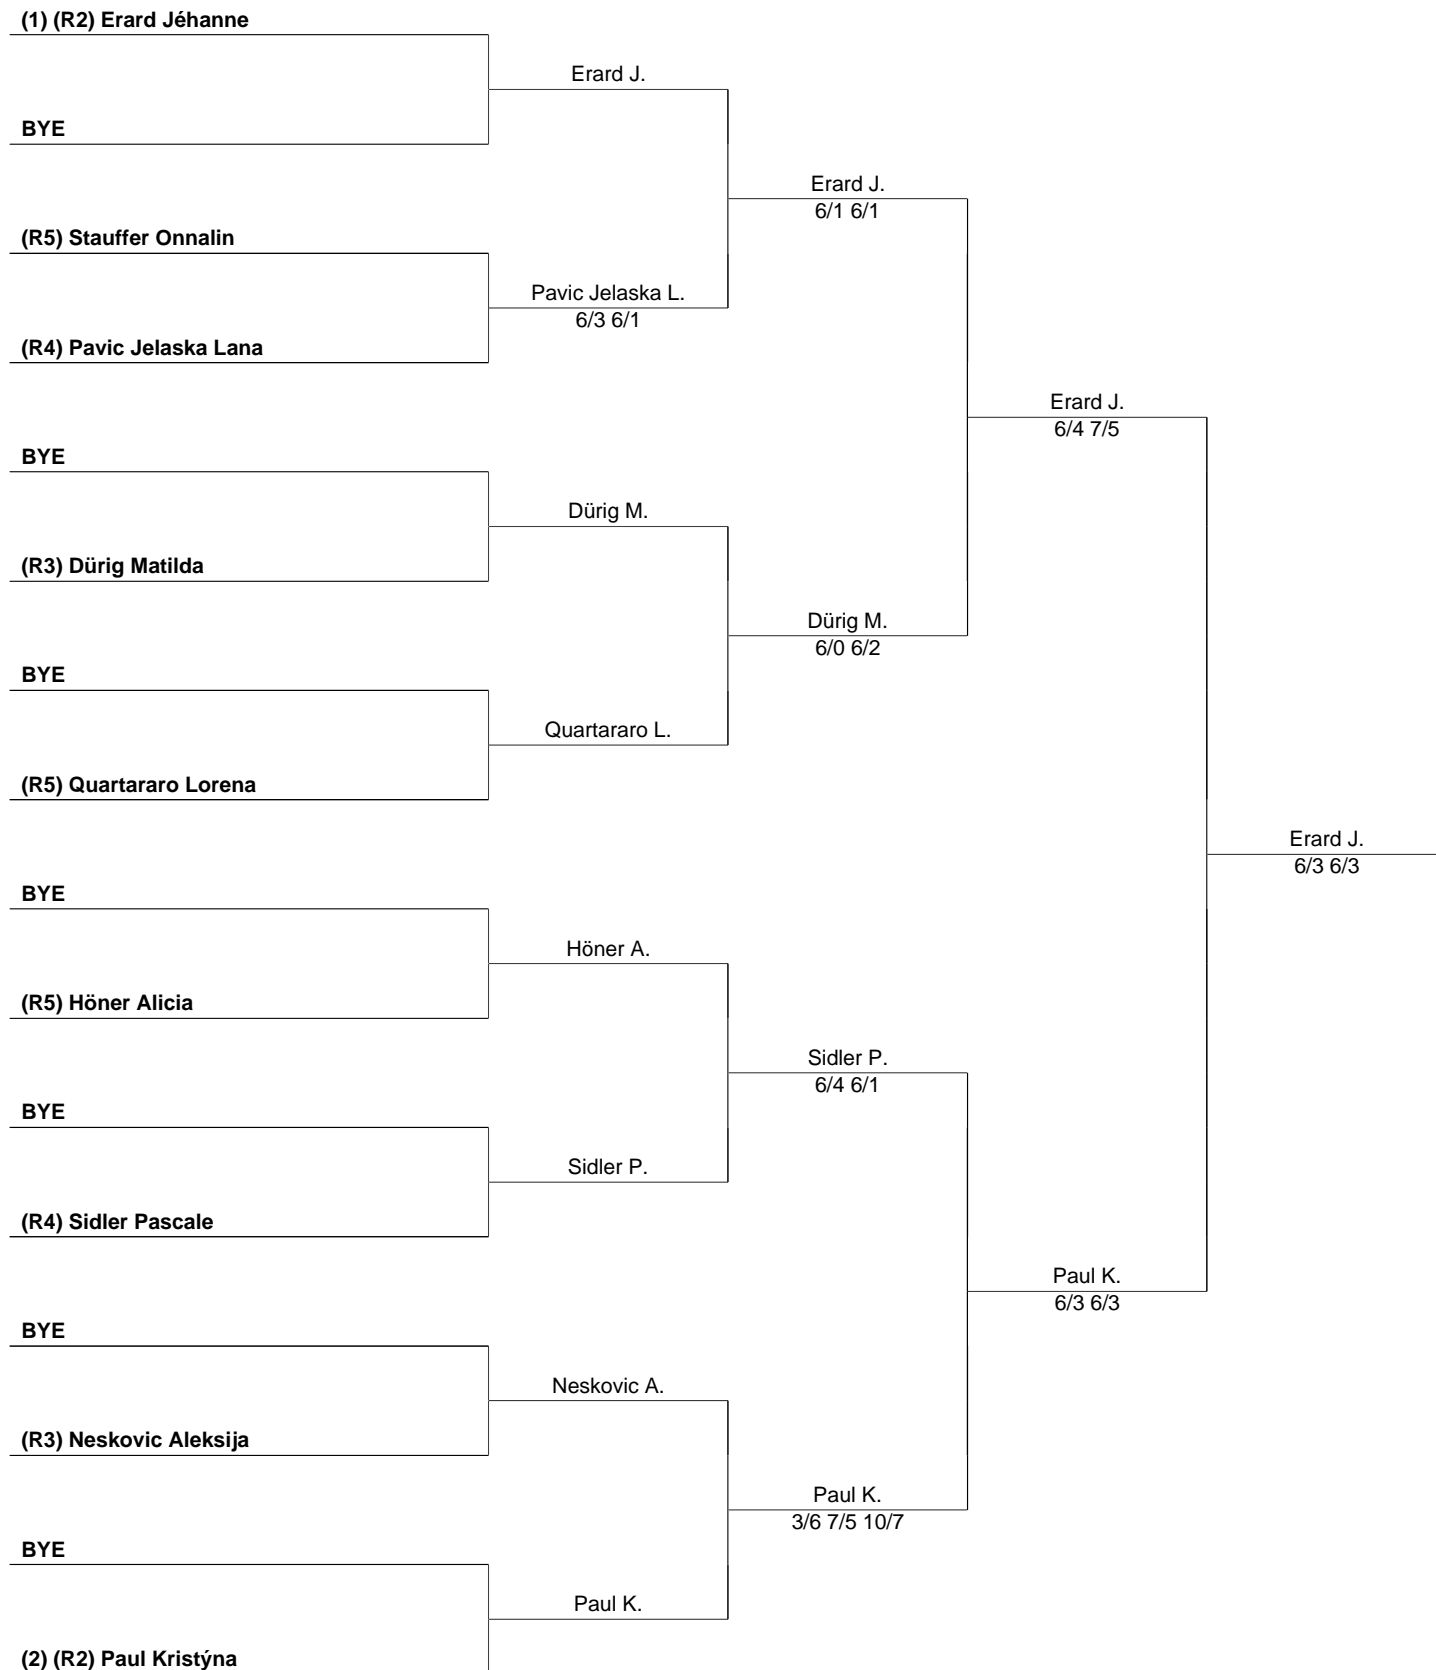 (1) (R2) Erard Jéhanne
Erard J.
BYE
Erard J.
6/1 6/1
(R5) Stauffer Onnalin
Pavic Jelaska L.
6/3 6/1
(R4) Pavic Jelaska Lana
Erard J.
6/4 7/5
BYE
Dürig M.
(R3) Dürig Matilda
Dürig M.
6/0 6/2
BYE
Quartararo L.
(R5) Quartararo Lorena
Erard J.
6/3 6/3
BYE
Höner A.
(R5) Höner Alicia
Sidler P.
6/4 6/1
BYE
Sidler P.
(R4) Sidler Pascale
Paul K.
6/3 6/3
BYE
Neskovic A.
(R3) Neskovic Aleksija
Paul K.
3/6 7/5 10/7
BYE
Paul K.
(2) (R2) Paul Kristýna